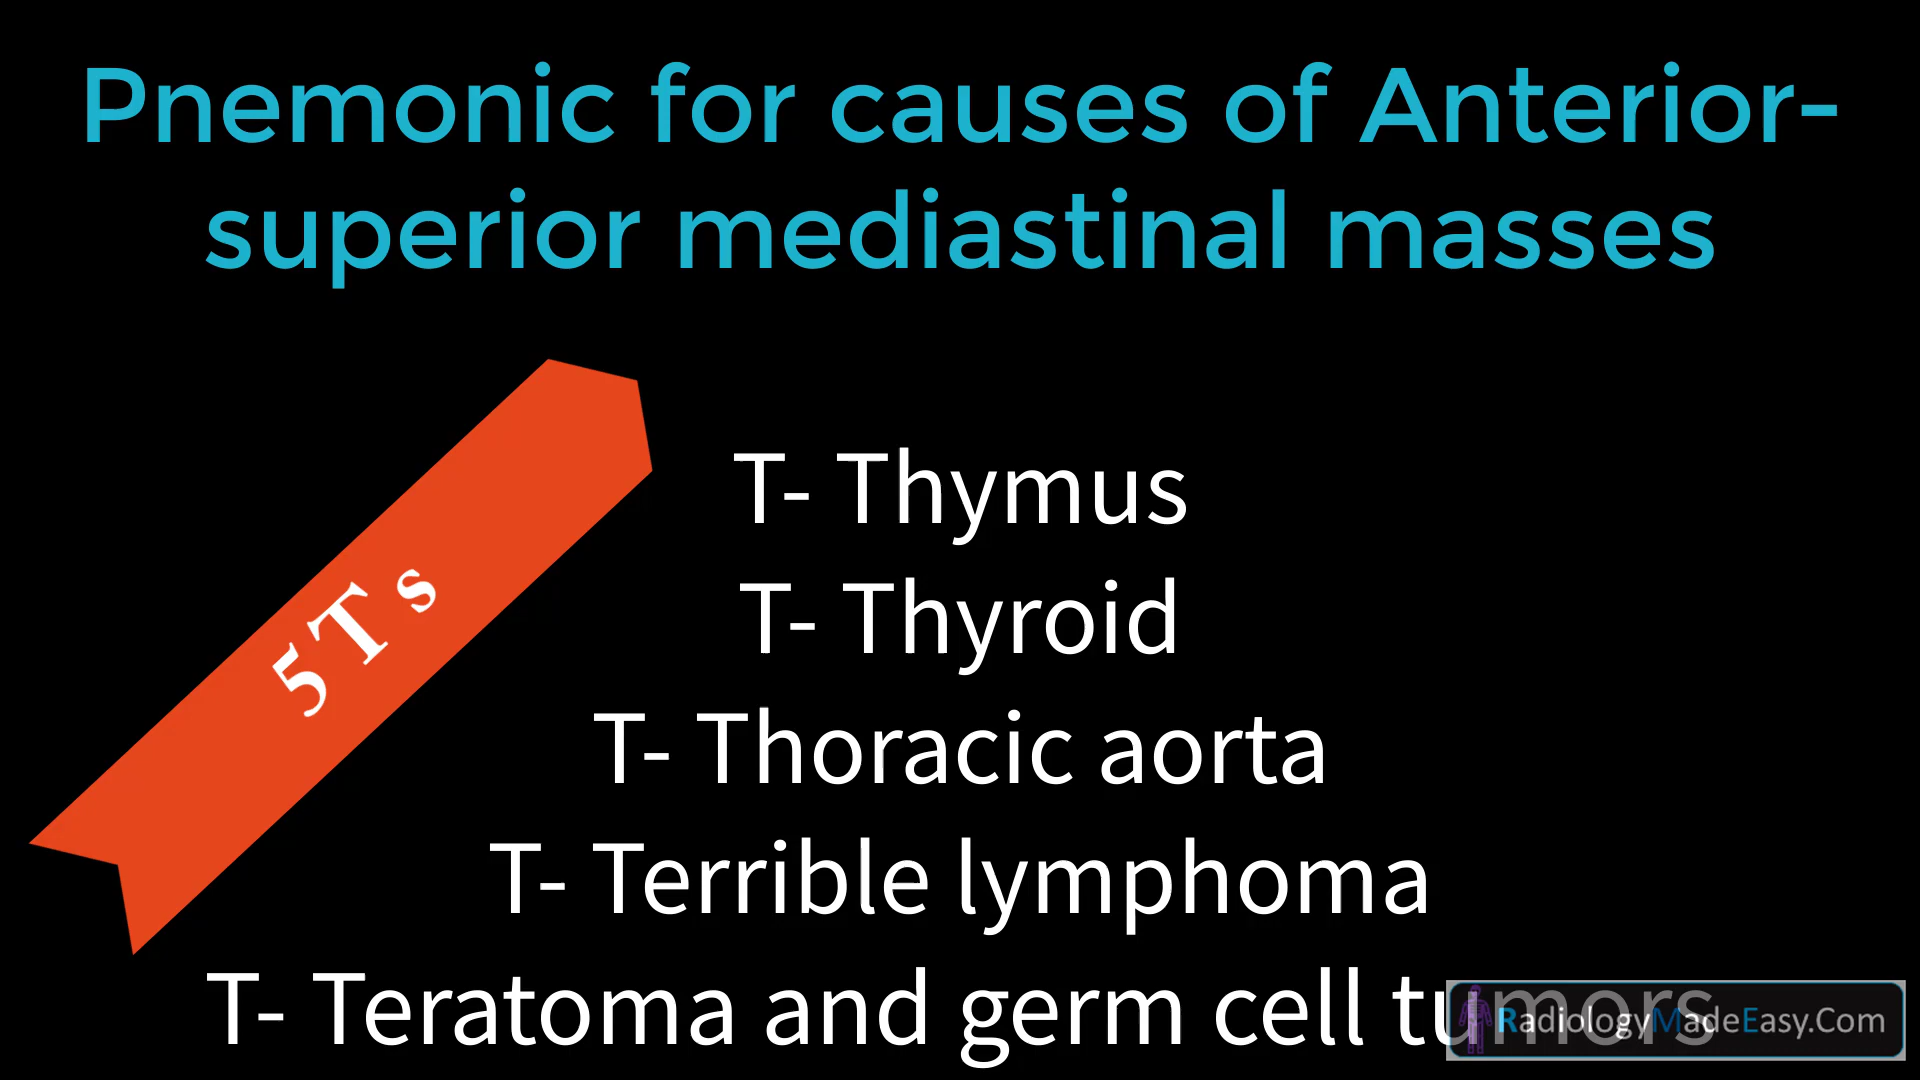 Pnemonic for causes of Anterior-
superior mediastinal masses
5 T s
T- Thymus
T- Thyroid
T- Thoracic aorta
T- Terrible lymphoma
T- Teratoma and germ cell tumors
RadiologyMadeEasy.Com